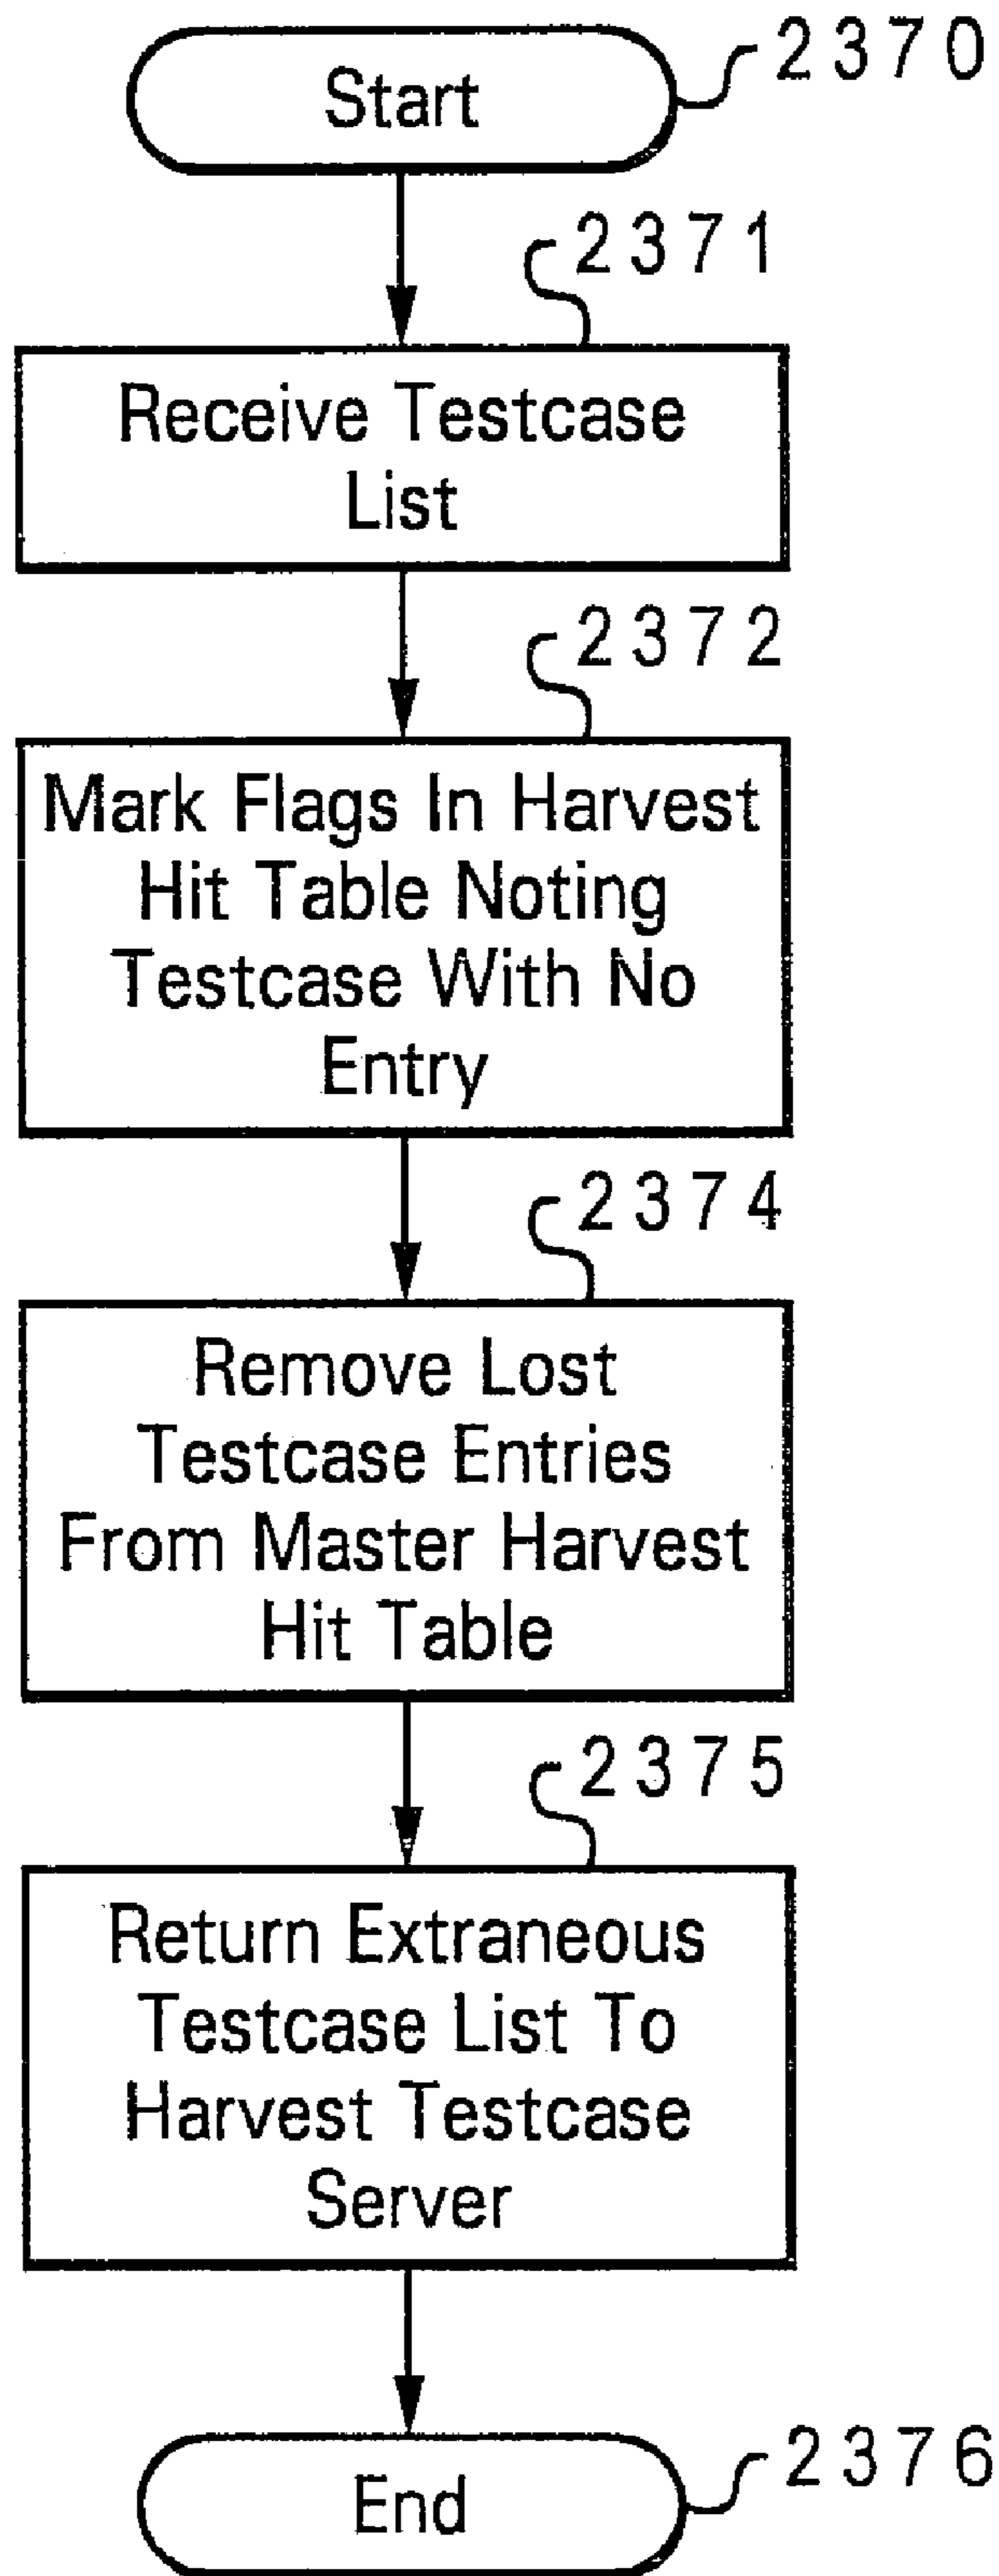 2370
Start
2371
Receive Testcase
List
2372
Mark Flags In Harvest
Hit Table Noting
Testcase With No
Entry
2374
Remove Lost
Testcase Entries
From Master Harvest
Hit Table
2375
Return Extraneous
Testcase List To
Harvest Testcase
Server
2376
End